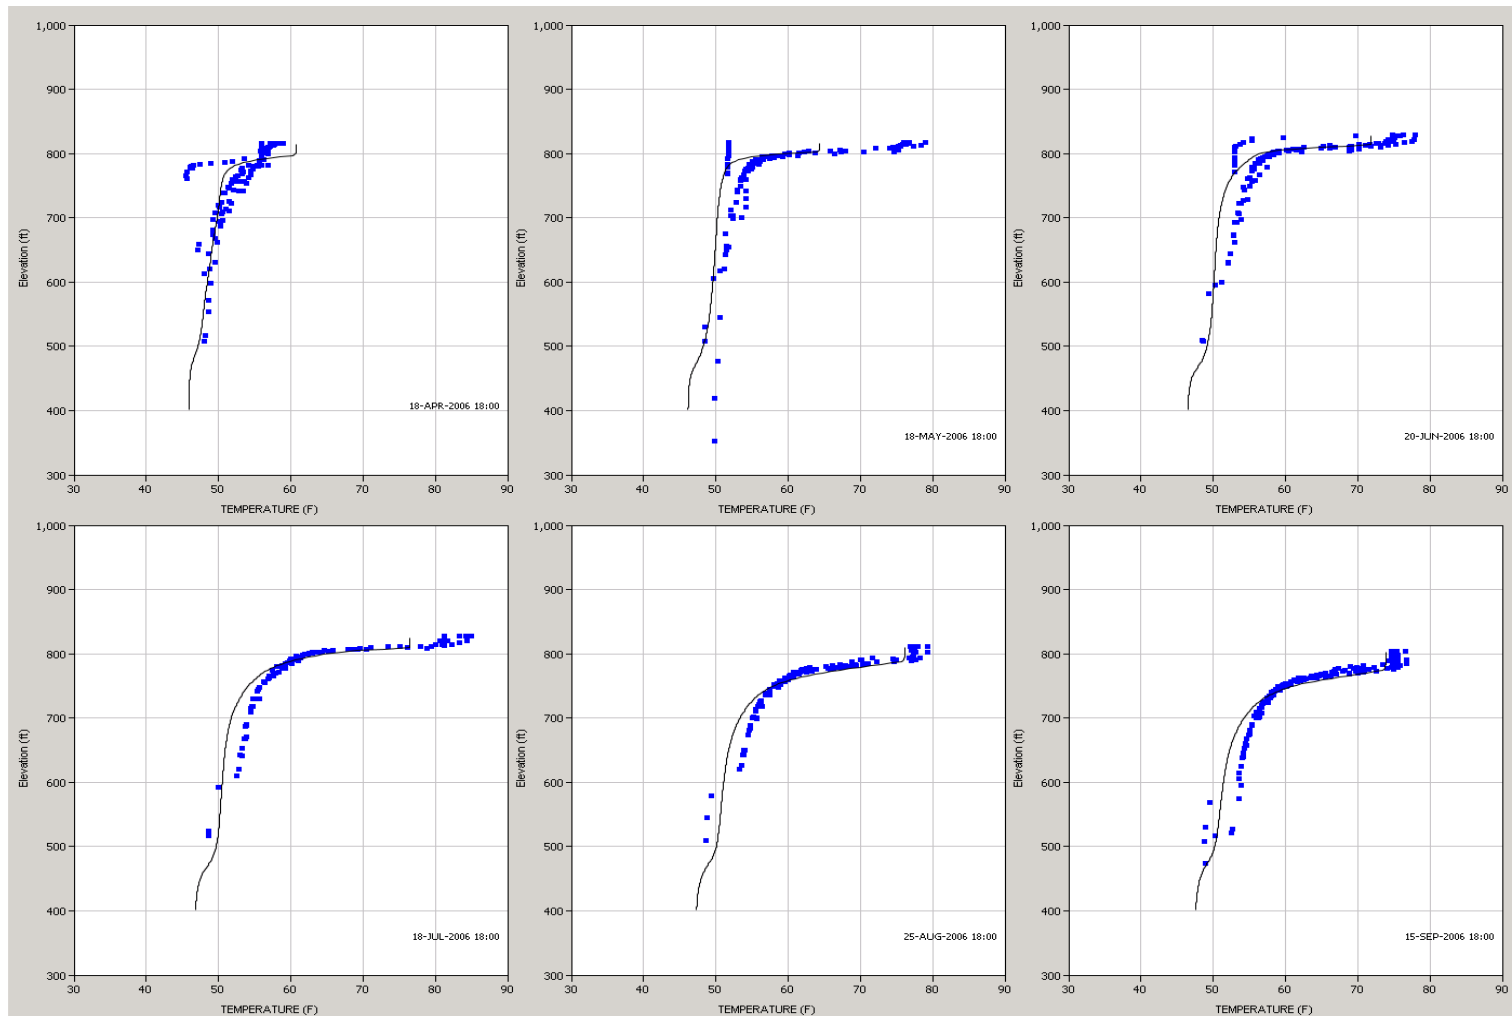 1,000
900
800
700
600
500
400
300
Elevation (ft)
18-APR-2006 18:00
30 40 50 60 70 80 90
TEMPERATURE (F)
1,000
900
800
700
600
500
400
300
Elevation (ft)
18-MAY-2006 18:00
30 40 50 60 70 80 90
TEMPERATURE (F)
1,000
900
800
700
600
500
400
300
Elevation (ft)
20-JUN-2006 18:00
30 40 50 60 70 80 90
TEMPERATURE (F)
1,000
900
800
700
600
500
400
300
Elevation (ft)
18-JUL-2006 18:00
30 40 50 60 70 80 90
TEMPERATURE (F)
1,000
900
800
700
600
500
400
300
Elevation (ft)
25-AUG-2006 18:00
30 40 50 60 70 80 90
TEMPERATURE (F)
1,000
900
800
700
600
500
400
300
Elevation (ft)
15-SEP-2006 18:00
30 40 50 60 70 80 90
TEMPERATURE (F)